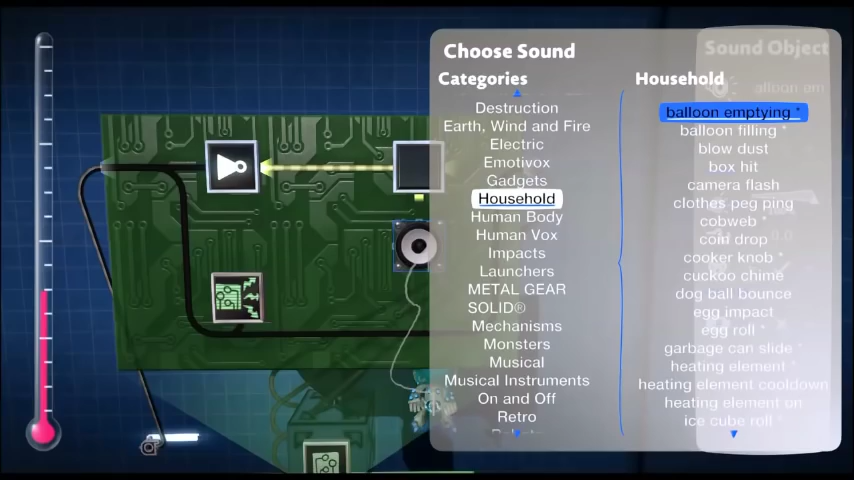 Choose Sound
Sound Object
Categories
Household
Destruction
Earth, Wind and Fire
Electric
Emotivox
Gadgets
Household
Human Body
Human Vox
Impacts
Launchers
METAL GEAR
SOLID®
Mechanisms
Monsters
Musical
Musical Instruments
On and Off
Retro
balloon emptying *
balloon filling *
blow dust
box hit
camera flash
clothes peg ping
cobweb *
coin drop
cooker knob *
cuckoo chime
dog ball bounce
egg impact
egg roll *
garbage can slide *
heating element *
heating element cooldown
heating element on
ice cube roll *